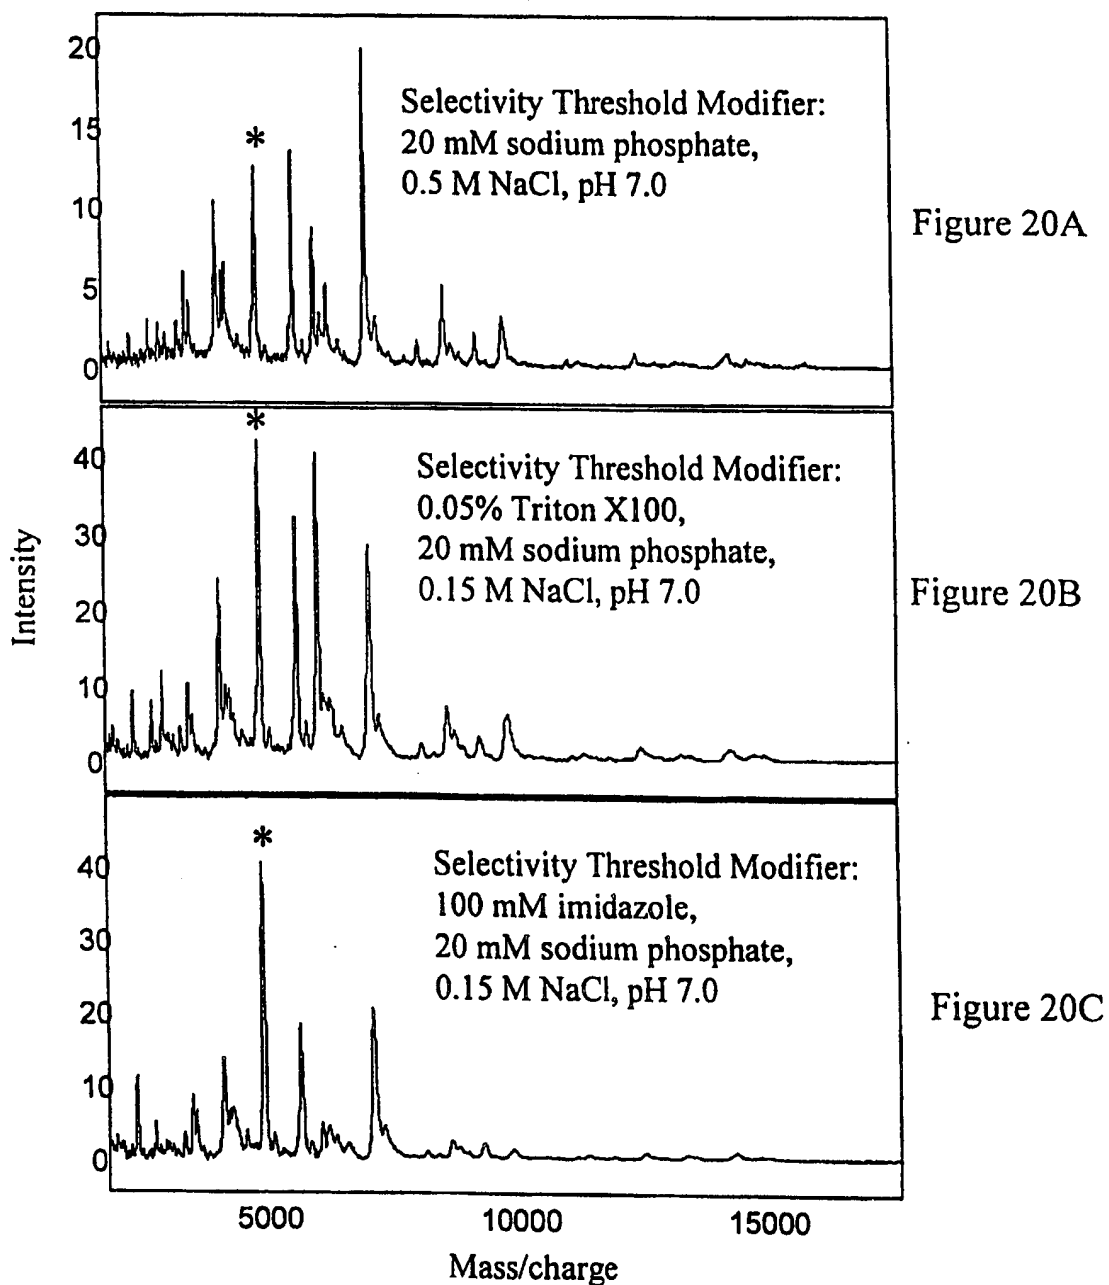 20
15
10
5
0
*
Selectivity Threshold Modifier:
20 mM sodium phosphate,
0.5 M NaCl, pH 7.0
Figure 20A
40
30
20
10
0
*
Selectivity Threshold Modifier:
0.05% Triton X100,
20 mM sodium phosphate,
0.15 M NaCl, pH 7.0
Figure 20B
Intensity
40
30
20
10
0
*
Selectivity Threshold Modifier:
100 mM imidazole,
20 mM sodium phosphate,
0.15 M NaCl, pH 7.0
Figure 20C
5000
10000
15000
Mass/charge